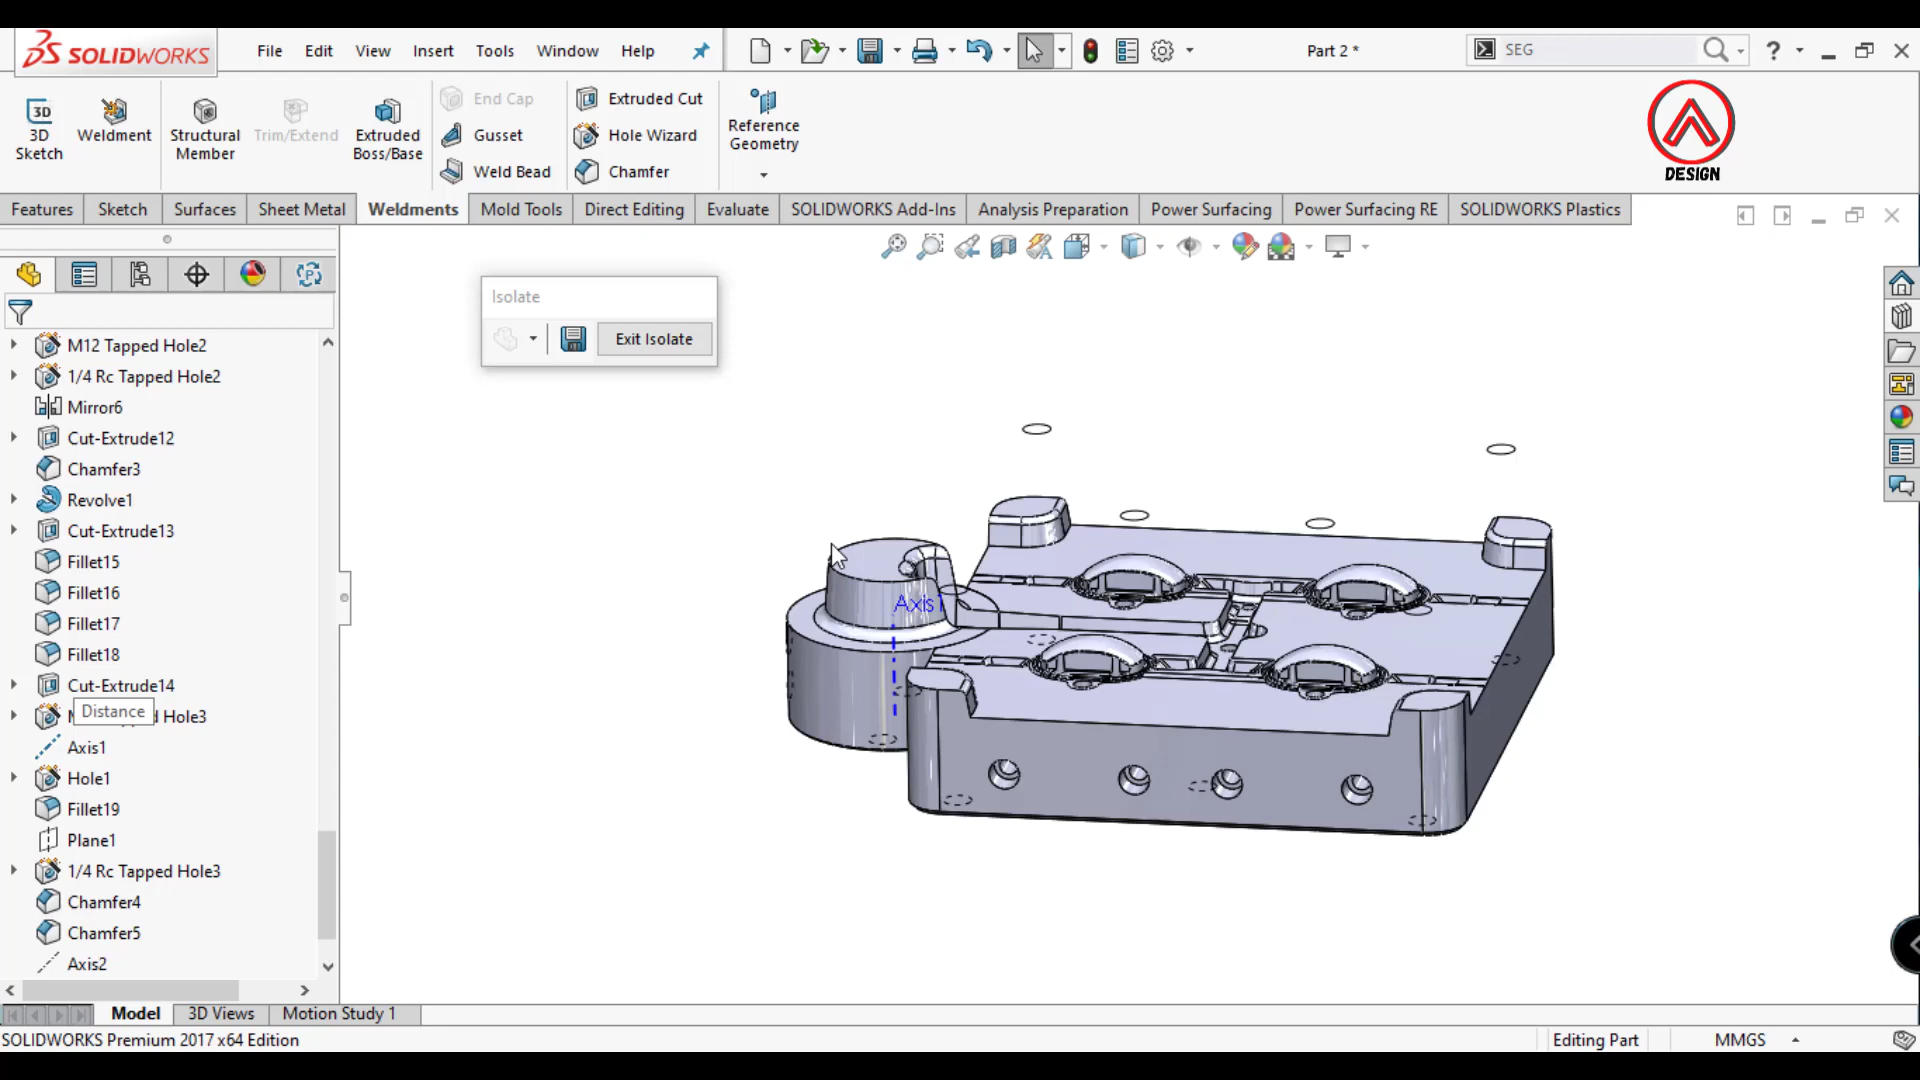 SOLIDWORKS
File Edit View Insert Tools Window Help
Part 2 *
SEG
?
3D
3D Sketch
Weldment
Structural Member
Trim/Extend
Extruded Boss/Base
End Cap
Gusset
Weld Bead
Extruded Cut
Hole Wizard
Chamfer
Reference Geometry
DESIGN
Features Sketch Surfaces Sheet Metal Weldments Mold Tools Direct Editing Evaluate SOLIDWORKS Add-Ins Analysis Preparation Power Surfacing Power Surfacing RE SOLIDWORKS Plastics
Isolate
Exit Isolate
M12 Tapped Hole2
1/4 Rc Tapped Hole2
Mirror6
Cut-Extrude12
Chamfer3
Revolve1
Cut-Extrude13
Fillet15
Fillet16
Fillet17
Fillet18
Cut-Extrude14
Distance
d Hole3
Axis1
Hole1
Fillet19
Plane1
1/4 Rc Tapped Hole3
Chamfer4
Chamfer5
Axis2
Axis1
Model 3D Views Motion Study 1
SOLIDWORKS Premium 2017 x64 Edition
Editing Part
MMGS